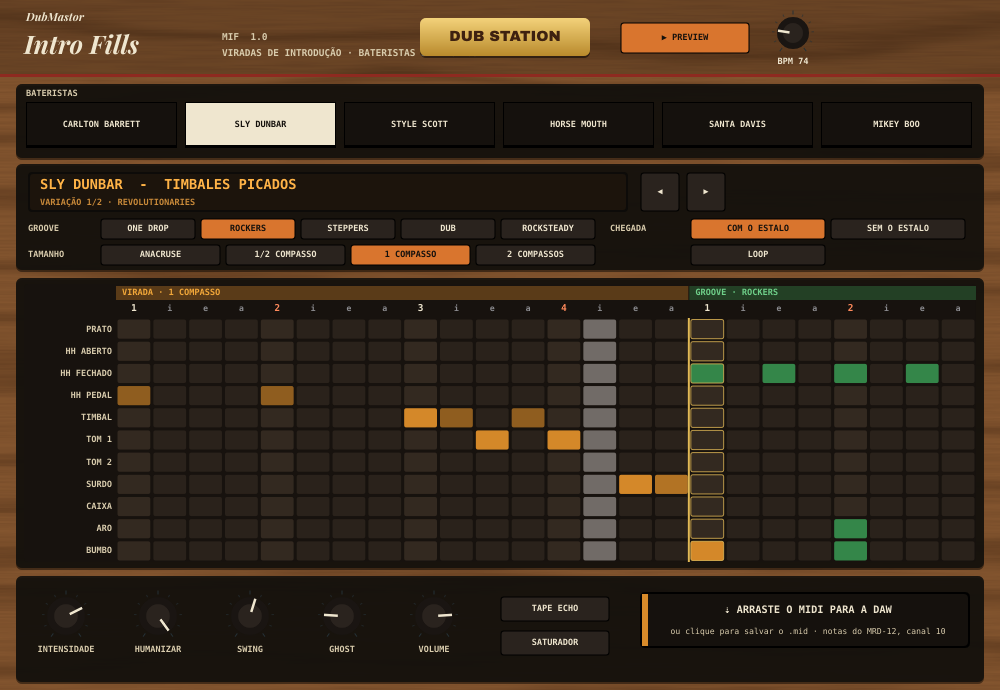 DubMastor
Intro Fills
MIF 1.0
VIRADAS DE INTRODUÇÃO · BATERISTAS
DUB STATION
▶ PREVIEW
BPM 74
BATERISTAS
CARLTON BARRETT
SLY DUNBAR
STYLE SCOTT
HORSE MOUTH
SANTA DAVIS
MIKEY BOO
SLY DUNBAR - TIMBALES PICADOS
VARIAÇÃO 1/2 · REVOLUTIONARIES
◄ ►
GROOVE ONE DROP ROCKERS STEPPERS DUB ROCKSTEADY CHEGADA COM O ESTALO SEM O ESTALO
TAMANHO ANACRUSE 1/2 COMPASSO 1 COMPASSO 2 COMPASSOS LOOP
VIRADA · 1 COMPASSO GROOVE · ROCKERS
1 i e a 2 i e a 3 i e a 4 i e a 1 i e a 2 i e a
PRATO
HH ABERTO
HH FECHADO
HH PEDAL
TIMBAL
TOM 1
TOM 2
SURDO
CAIXA
ARO
BUMBO
INTENSIDADE HUMANIZAR SWING GHOST VOLUME
TAPE ECHO
SATURADOR
⇣ ARRASTE O MIDI PARA A DAW
ou clique para salvar o .mid · notas do MRD-12, canal 10